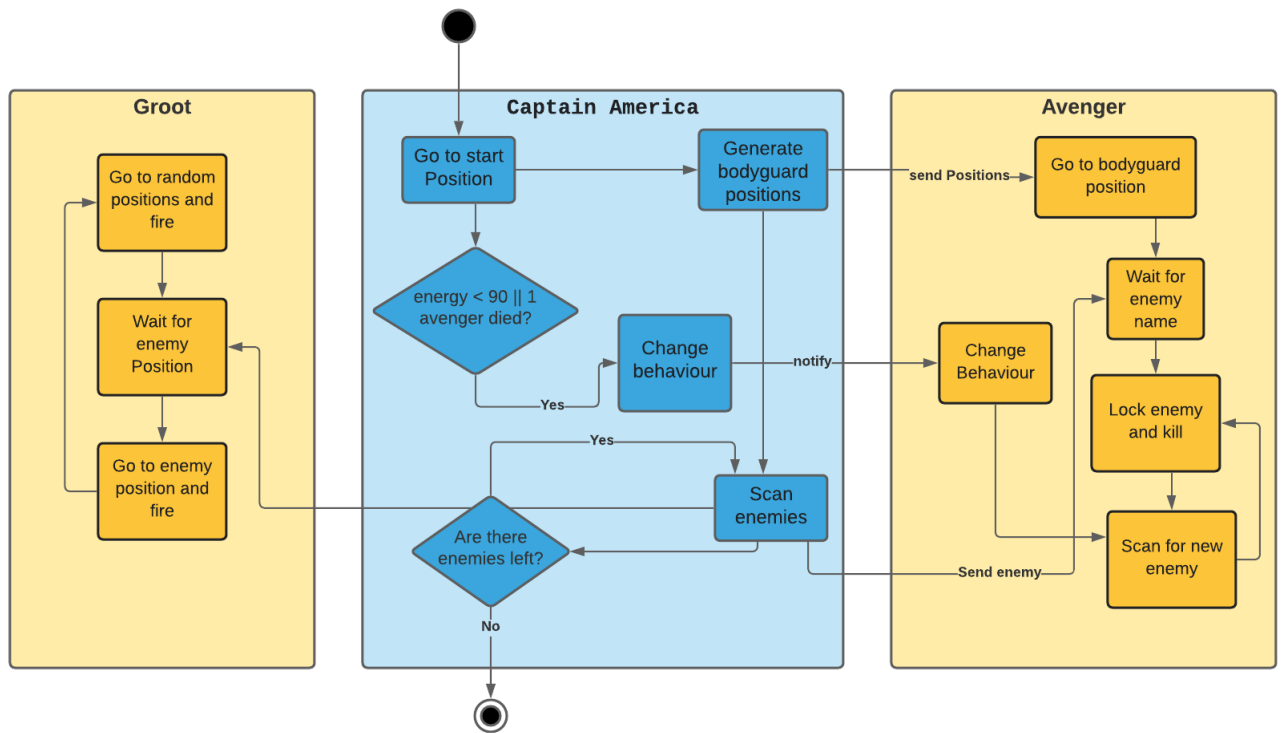 Groot
Go to random
positions and
fire
Wait for
enemy
Position
Go to enemy
position and
fire
Captain America
Go to start
Position
Generate
bodyguard
positions
energy < 90 || 1
avenger died?
Yes
Change
behaviour
Yes
Scan
enemies
Are there
enemies left?
No
send Positions
notify
Send enemy
Avenger
Go to bodyguard
position
Wait for
enemy
name
Change
Behaviour
Lock enemy
and kill
Scan for new
enemy